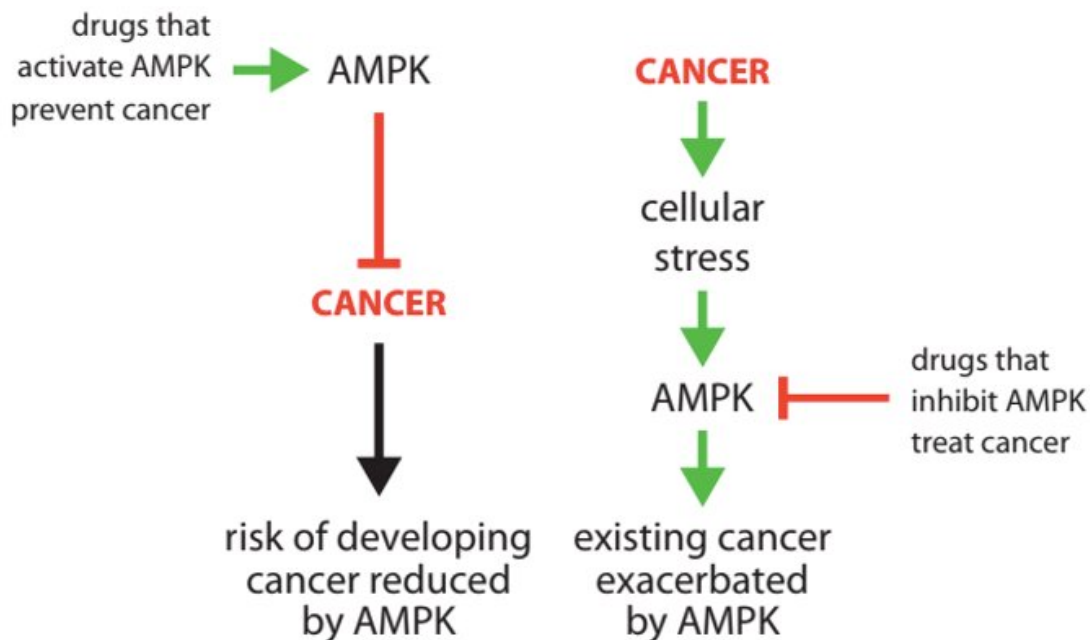 drugs that
activate AMPK
prevent cancer
AMPK
CANCER
risk of developing
cancer reduced
by AMPK
CANCER
cellular
stress
AMPK
drugs that
inhibit AMPK
treat cancer
existing cancer
exacerbated
by AMPK